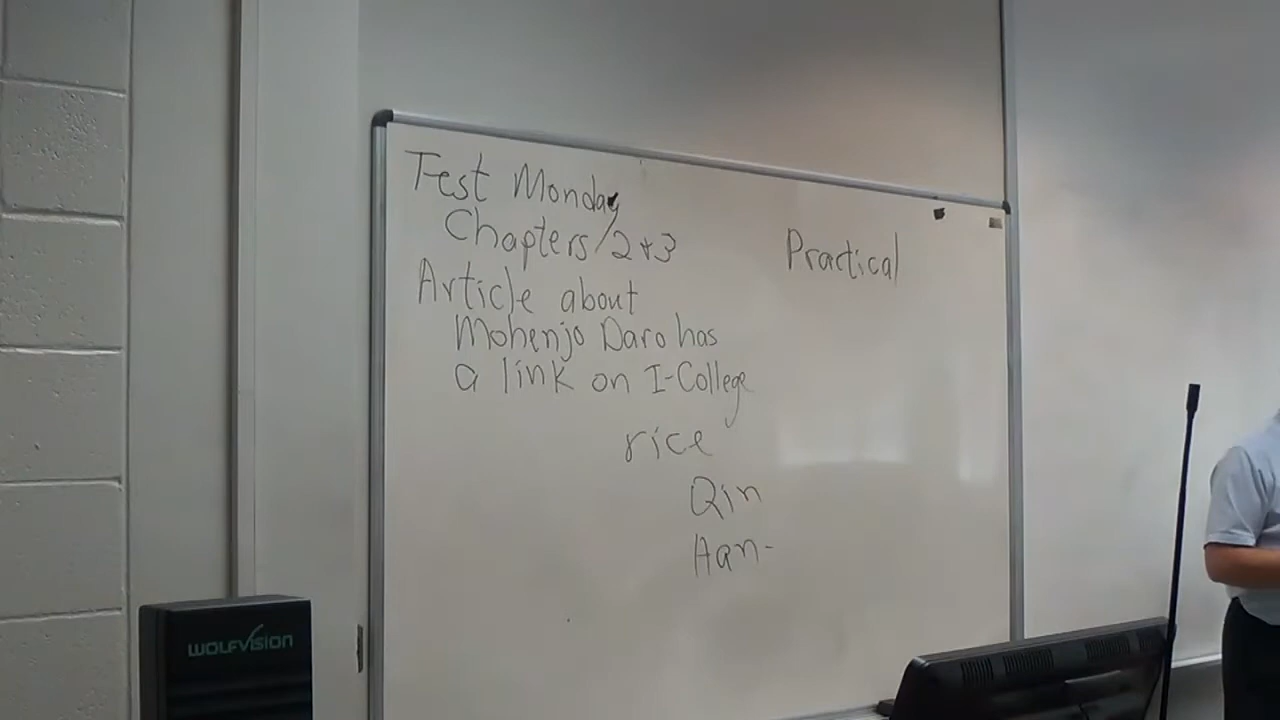 Test Monday
Chapters/2+3
Practical
Article about
Mohenjo Daro has
a link on I-College
rice
Qin
Han-
WOLFVISION